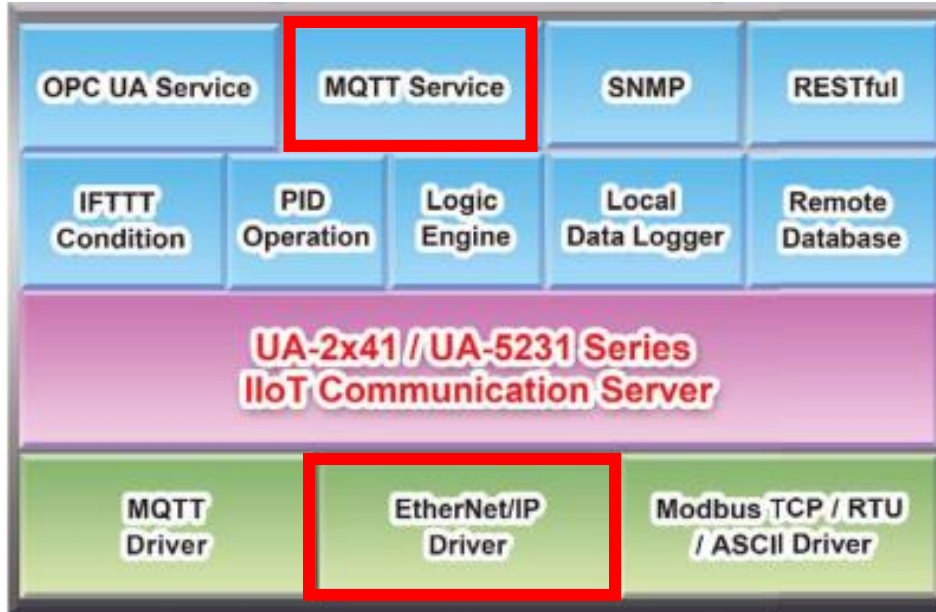 OPC UA Service
MQTT Service
SNMP
RESTful
IFTTT
Condition
PID
Operation
Logic
Engine
Local
Data Logger
Remote
Database
UA-2x41 / UA-5231 Series
IIoT Communication Server
MQTT
Driver
EtherNet/IP
Driver
Modbus TCP / RTU
/ ASCII Driver